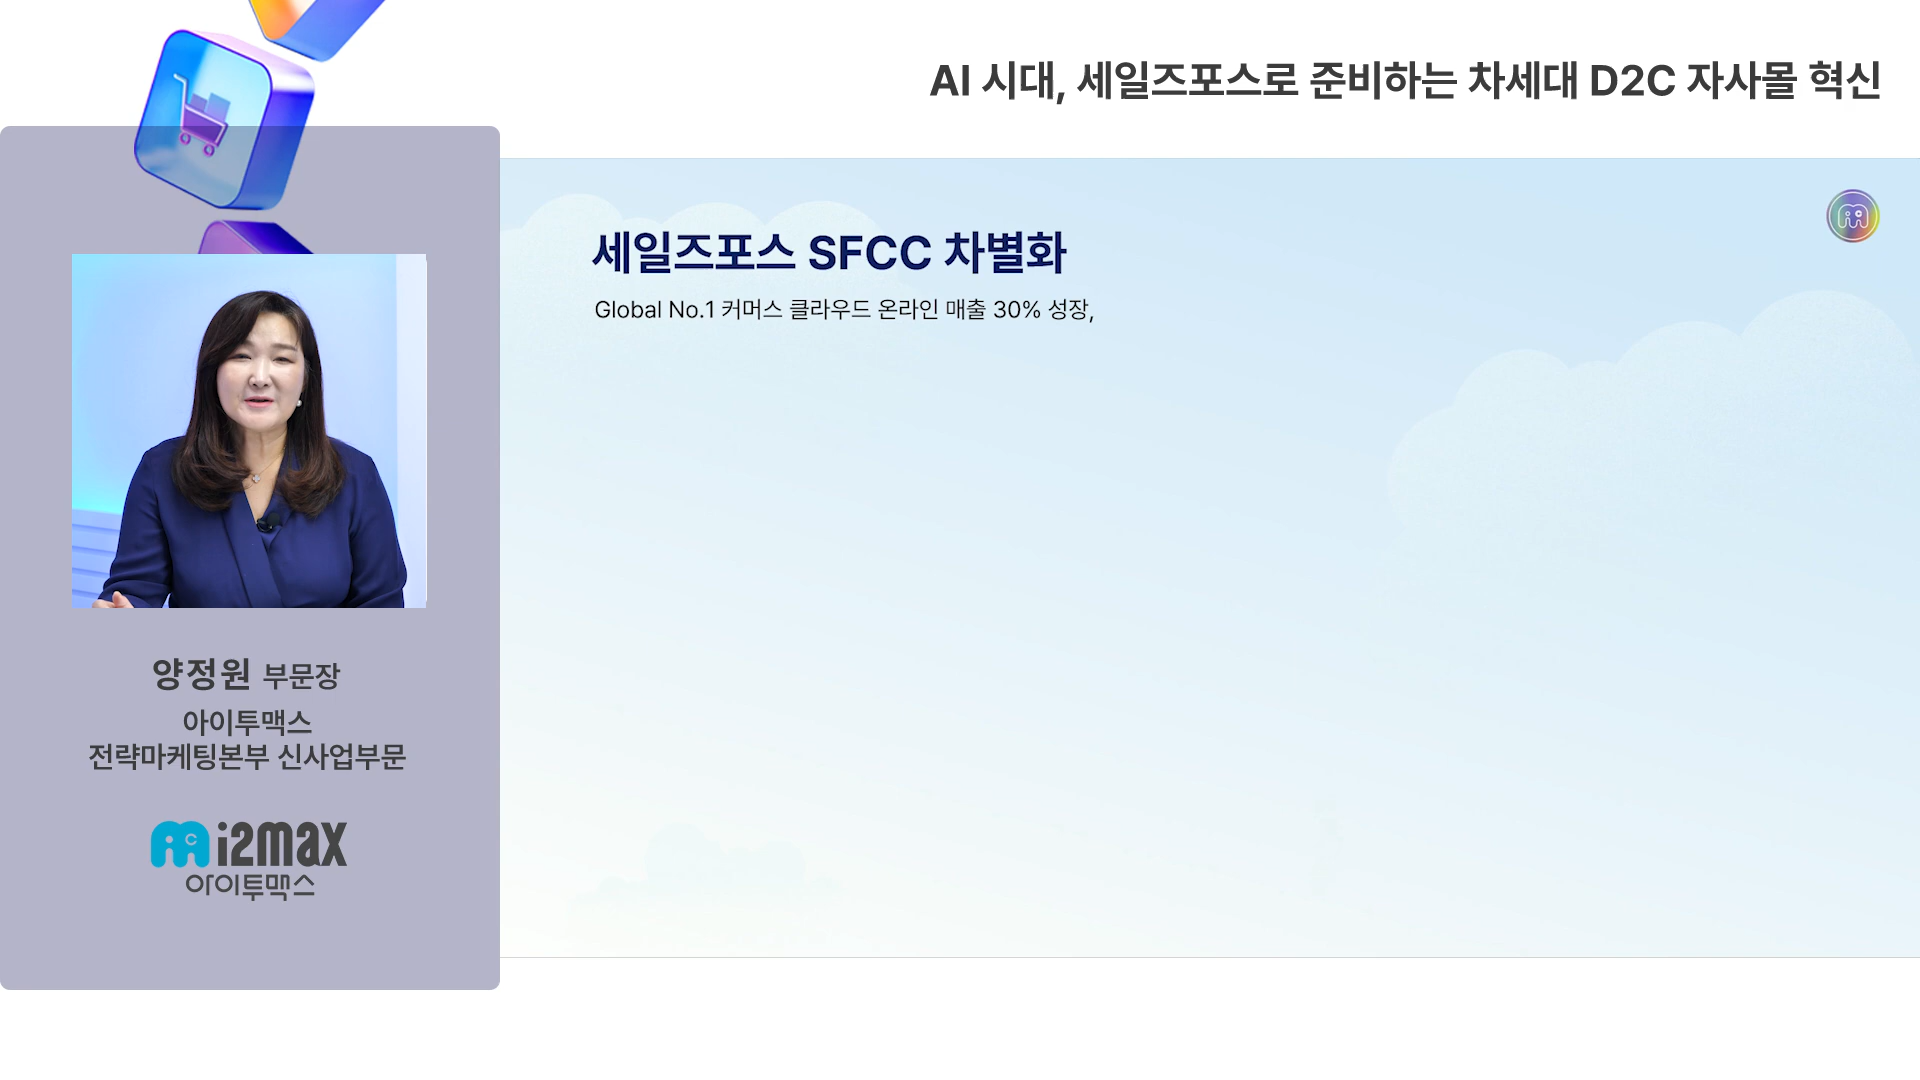 AI 시대, 세일즈포스로 준비하는 차세대 D2C 자사몰 혁신
세일즈포스 SFCC 차별화
Global No.1 커머스 클라우드 온라인 매출 30% 성장,
양정원 부문장
아이투맥스
전략마케팅본부 신사업부문
i2max
아이투맥스